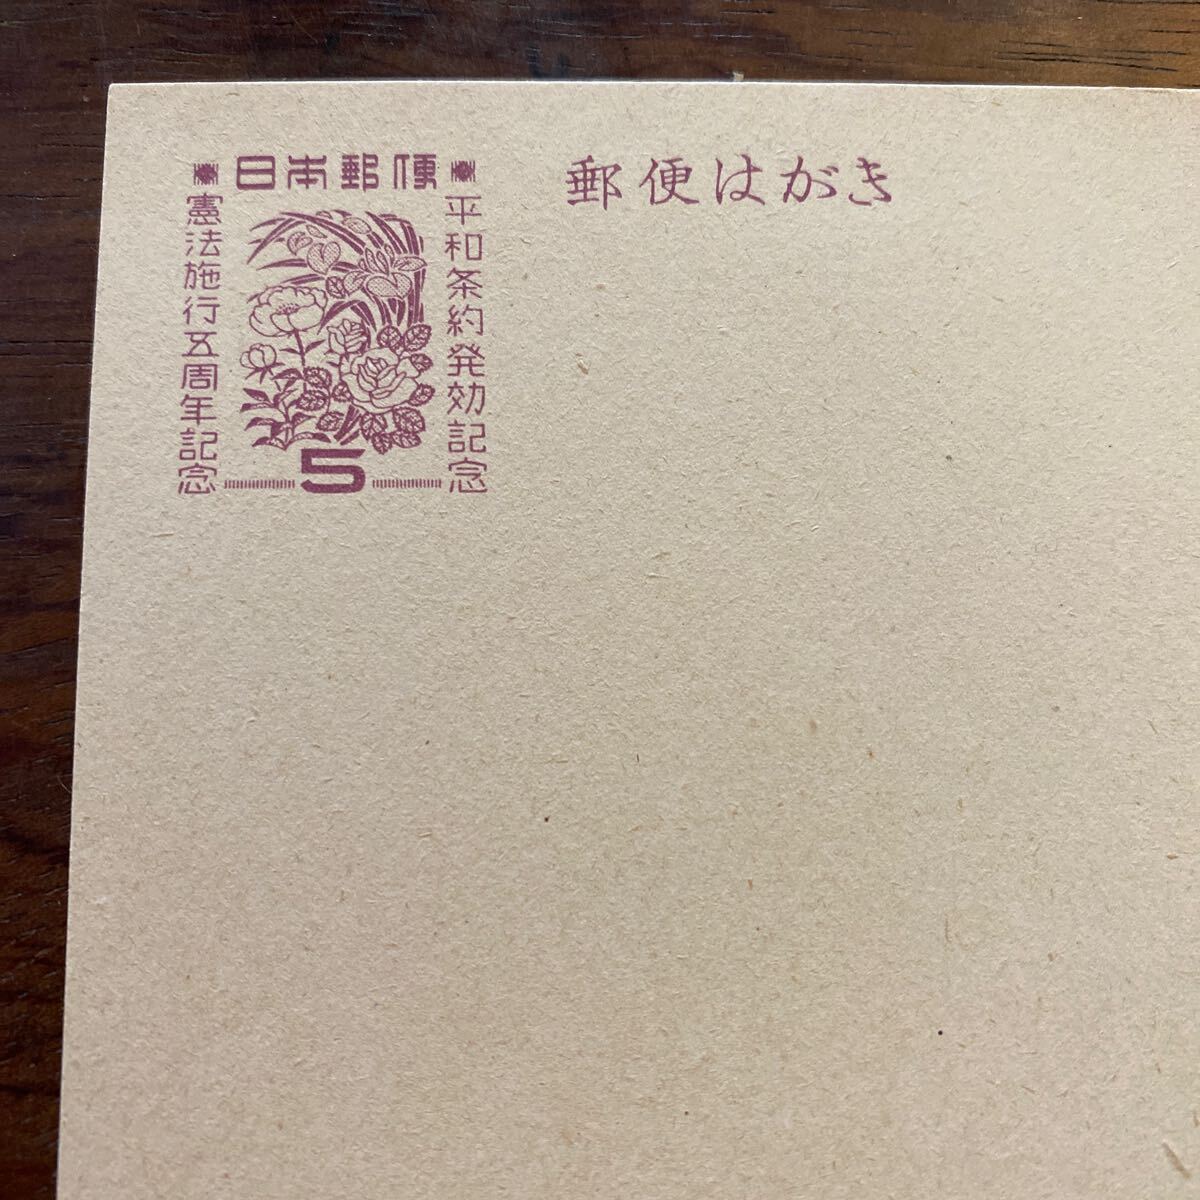 日本郵便
平和条約発効記念
憲法施行五周年記念
5
郵便はがき